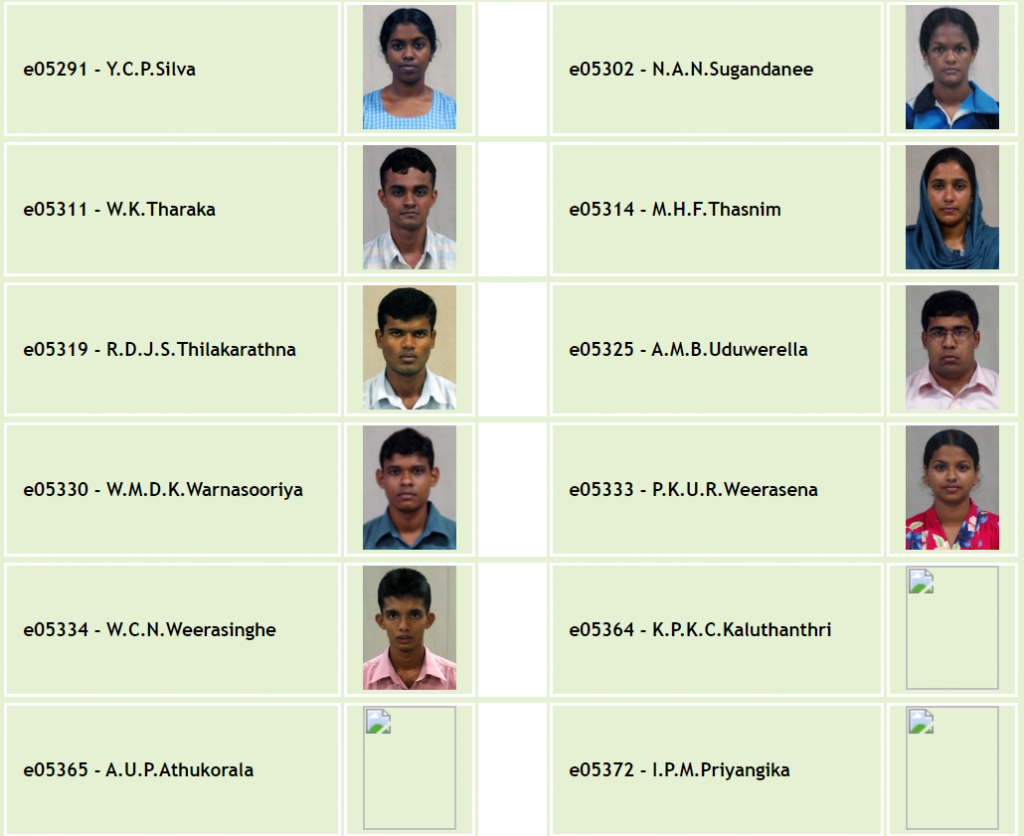 e05291 - Y.C.P.Silva
e05302 - N.A.N.Sugandanee
e05311 - W.K.Tharaka
e05314 - M.H.F.Thasnim
e05319 - R.D.J.S.Thilakarathna
e05325 - A.M.B.Uduwerella
e05330 - W.M.D.K.Warnasooriya
e05333 - P.K.U.R.Weerasena
e05334 - W.C.N.Weerasinghe
e05364 - K.P.K.C.Kaluthanthri
e05365 - A.U.P.Athukorala
e05372 - I.P.M.Priyangika